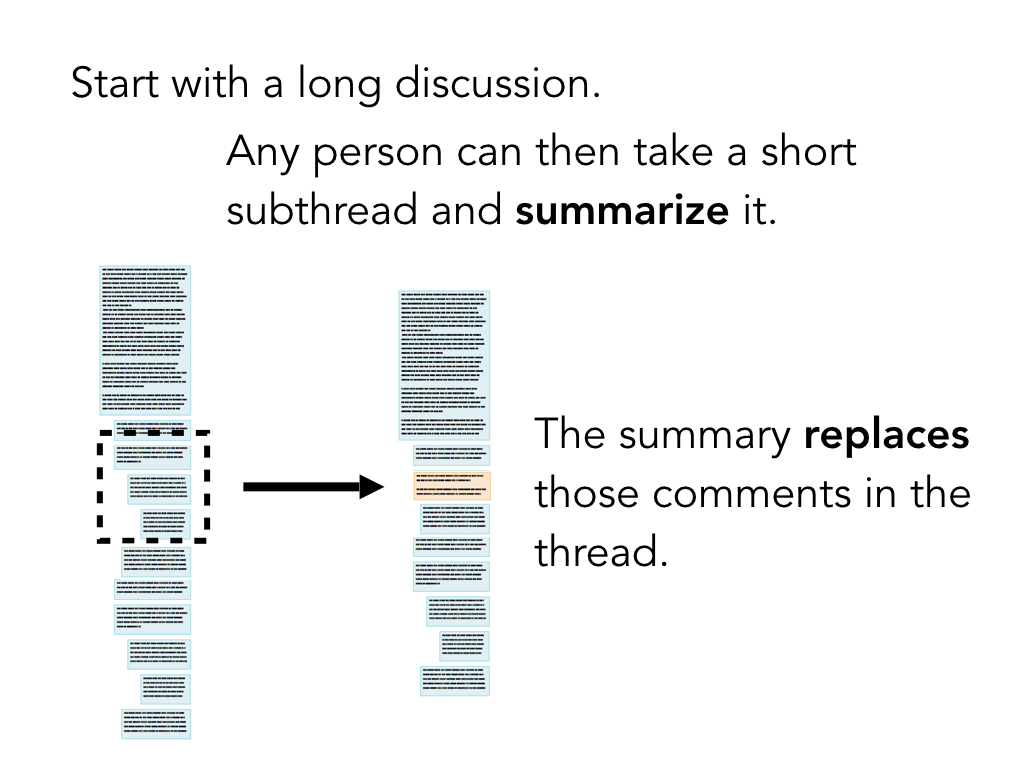 Start with a long discussion.
Any person can then take a short
subthread and summarize it.
The summary replaces
those comments in the
thread.